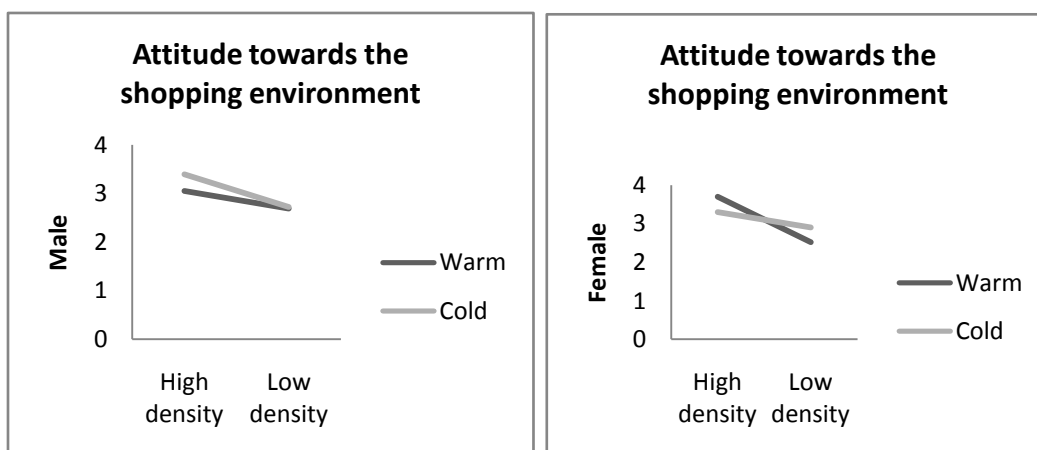 Attitude towards the
shopping environment
4
3
2
1
0
Male
Warm
Cold
High
density
Low
density
Attitude towards the
shopping environment
4
3
2
1
0
Female
Warm
Cold
High
density
Low
density